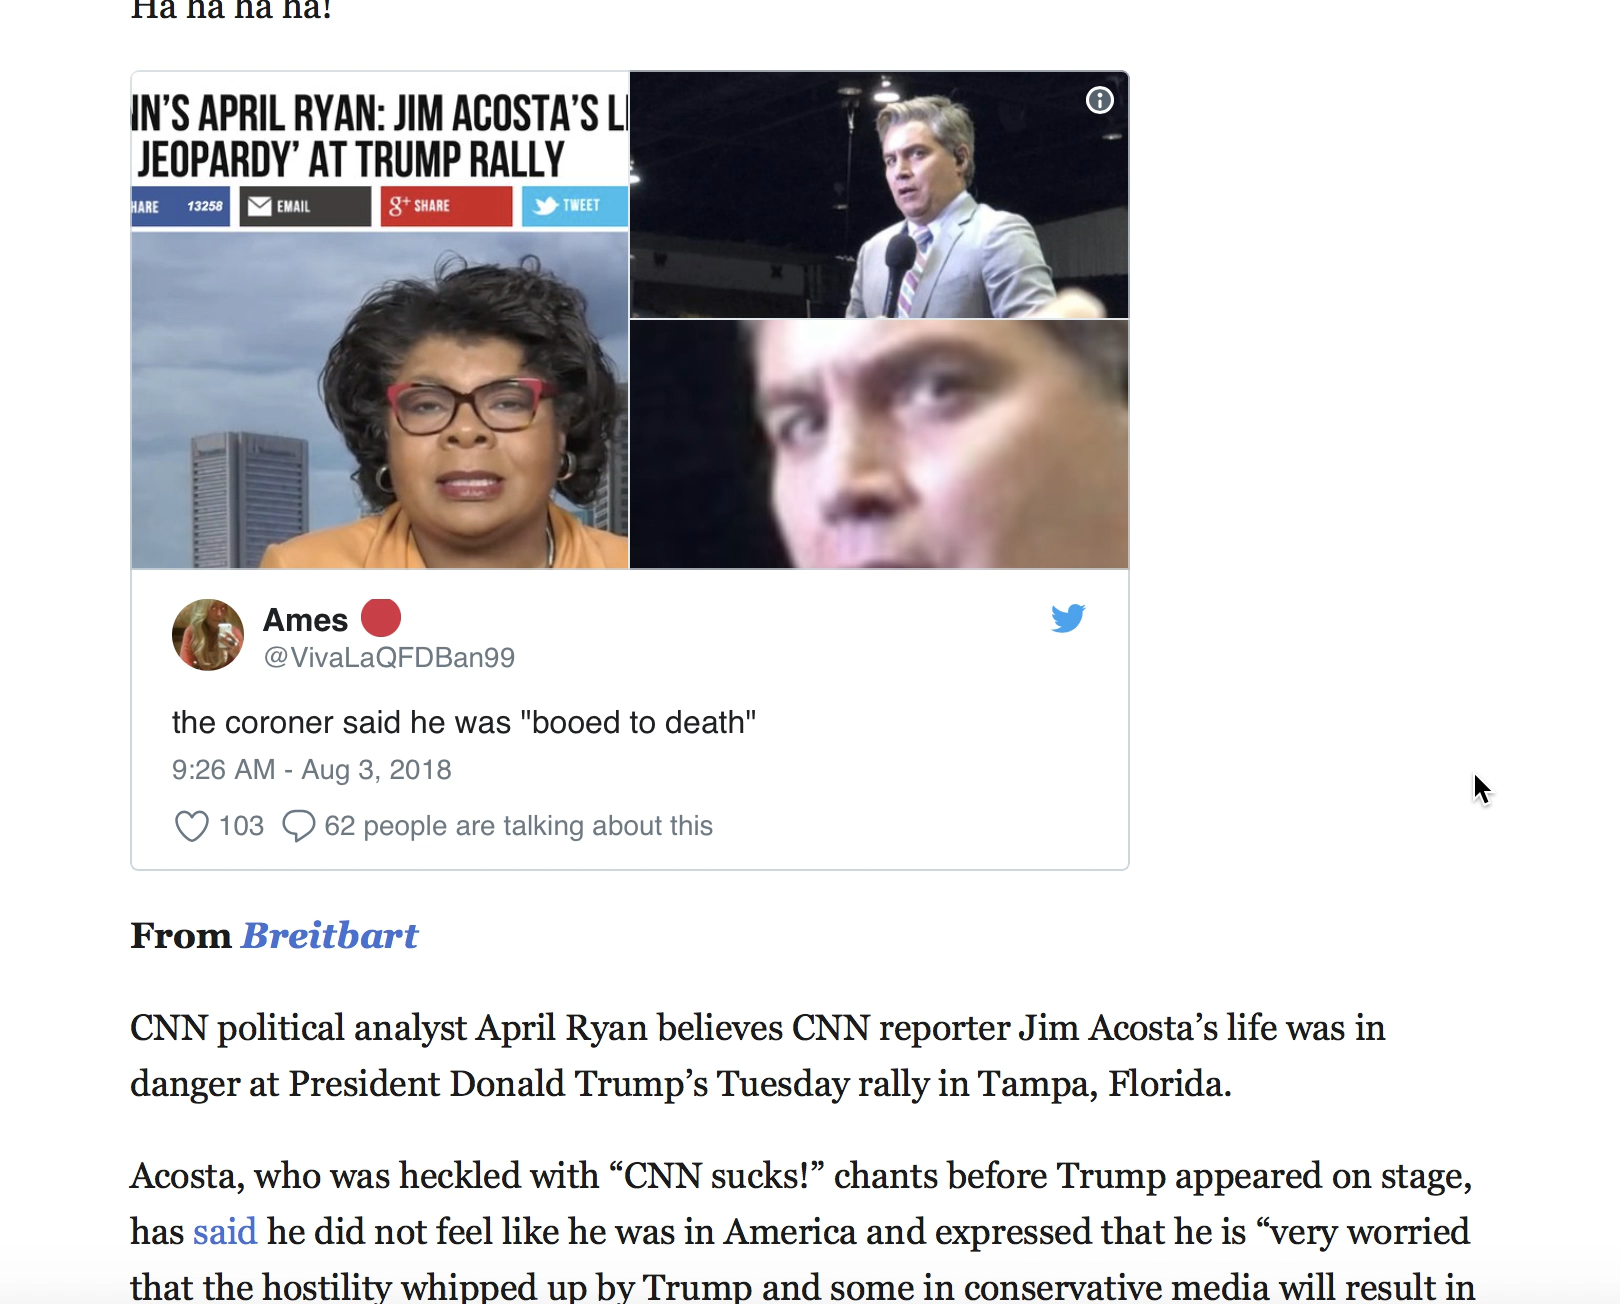 Ha ha ha ha!
IN’S APRIL RYAN: JIM ACOSTA’S LI
JEOPARDY’ AT TRUMP RALLY
HARE 13258 EMAIL g+ SHARE TWEET
Ames
@VivaLaQFDBan99
the coroner said he was "booed to death"
9:26 AM - Aug 3, 2018
103 62 people are talking about this
From Breitbart
CNN political analyst April Ryan believes CNN reporter Jim Acosta’s life was in
danger at President Donald Trump’s Tuesday rally in Tampa, Florida.
Acosta, who was heckled with “CNN sucks!” chants before Trump appeared on stage,
has said he did not feel like he was in America and expressed that he is “very worried
that the hostility whipped up by Trump and some in conservative media will result in